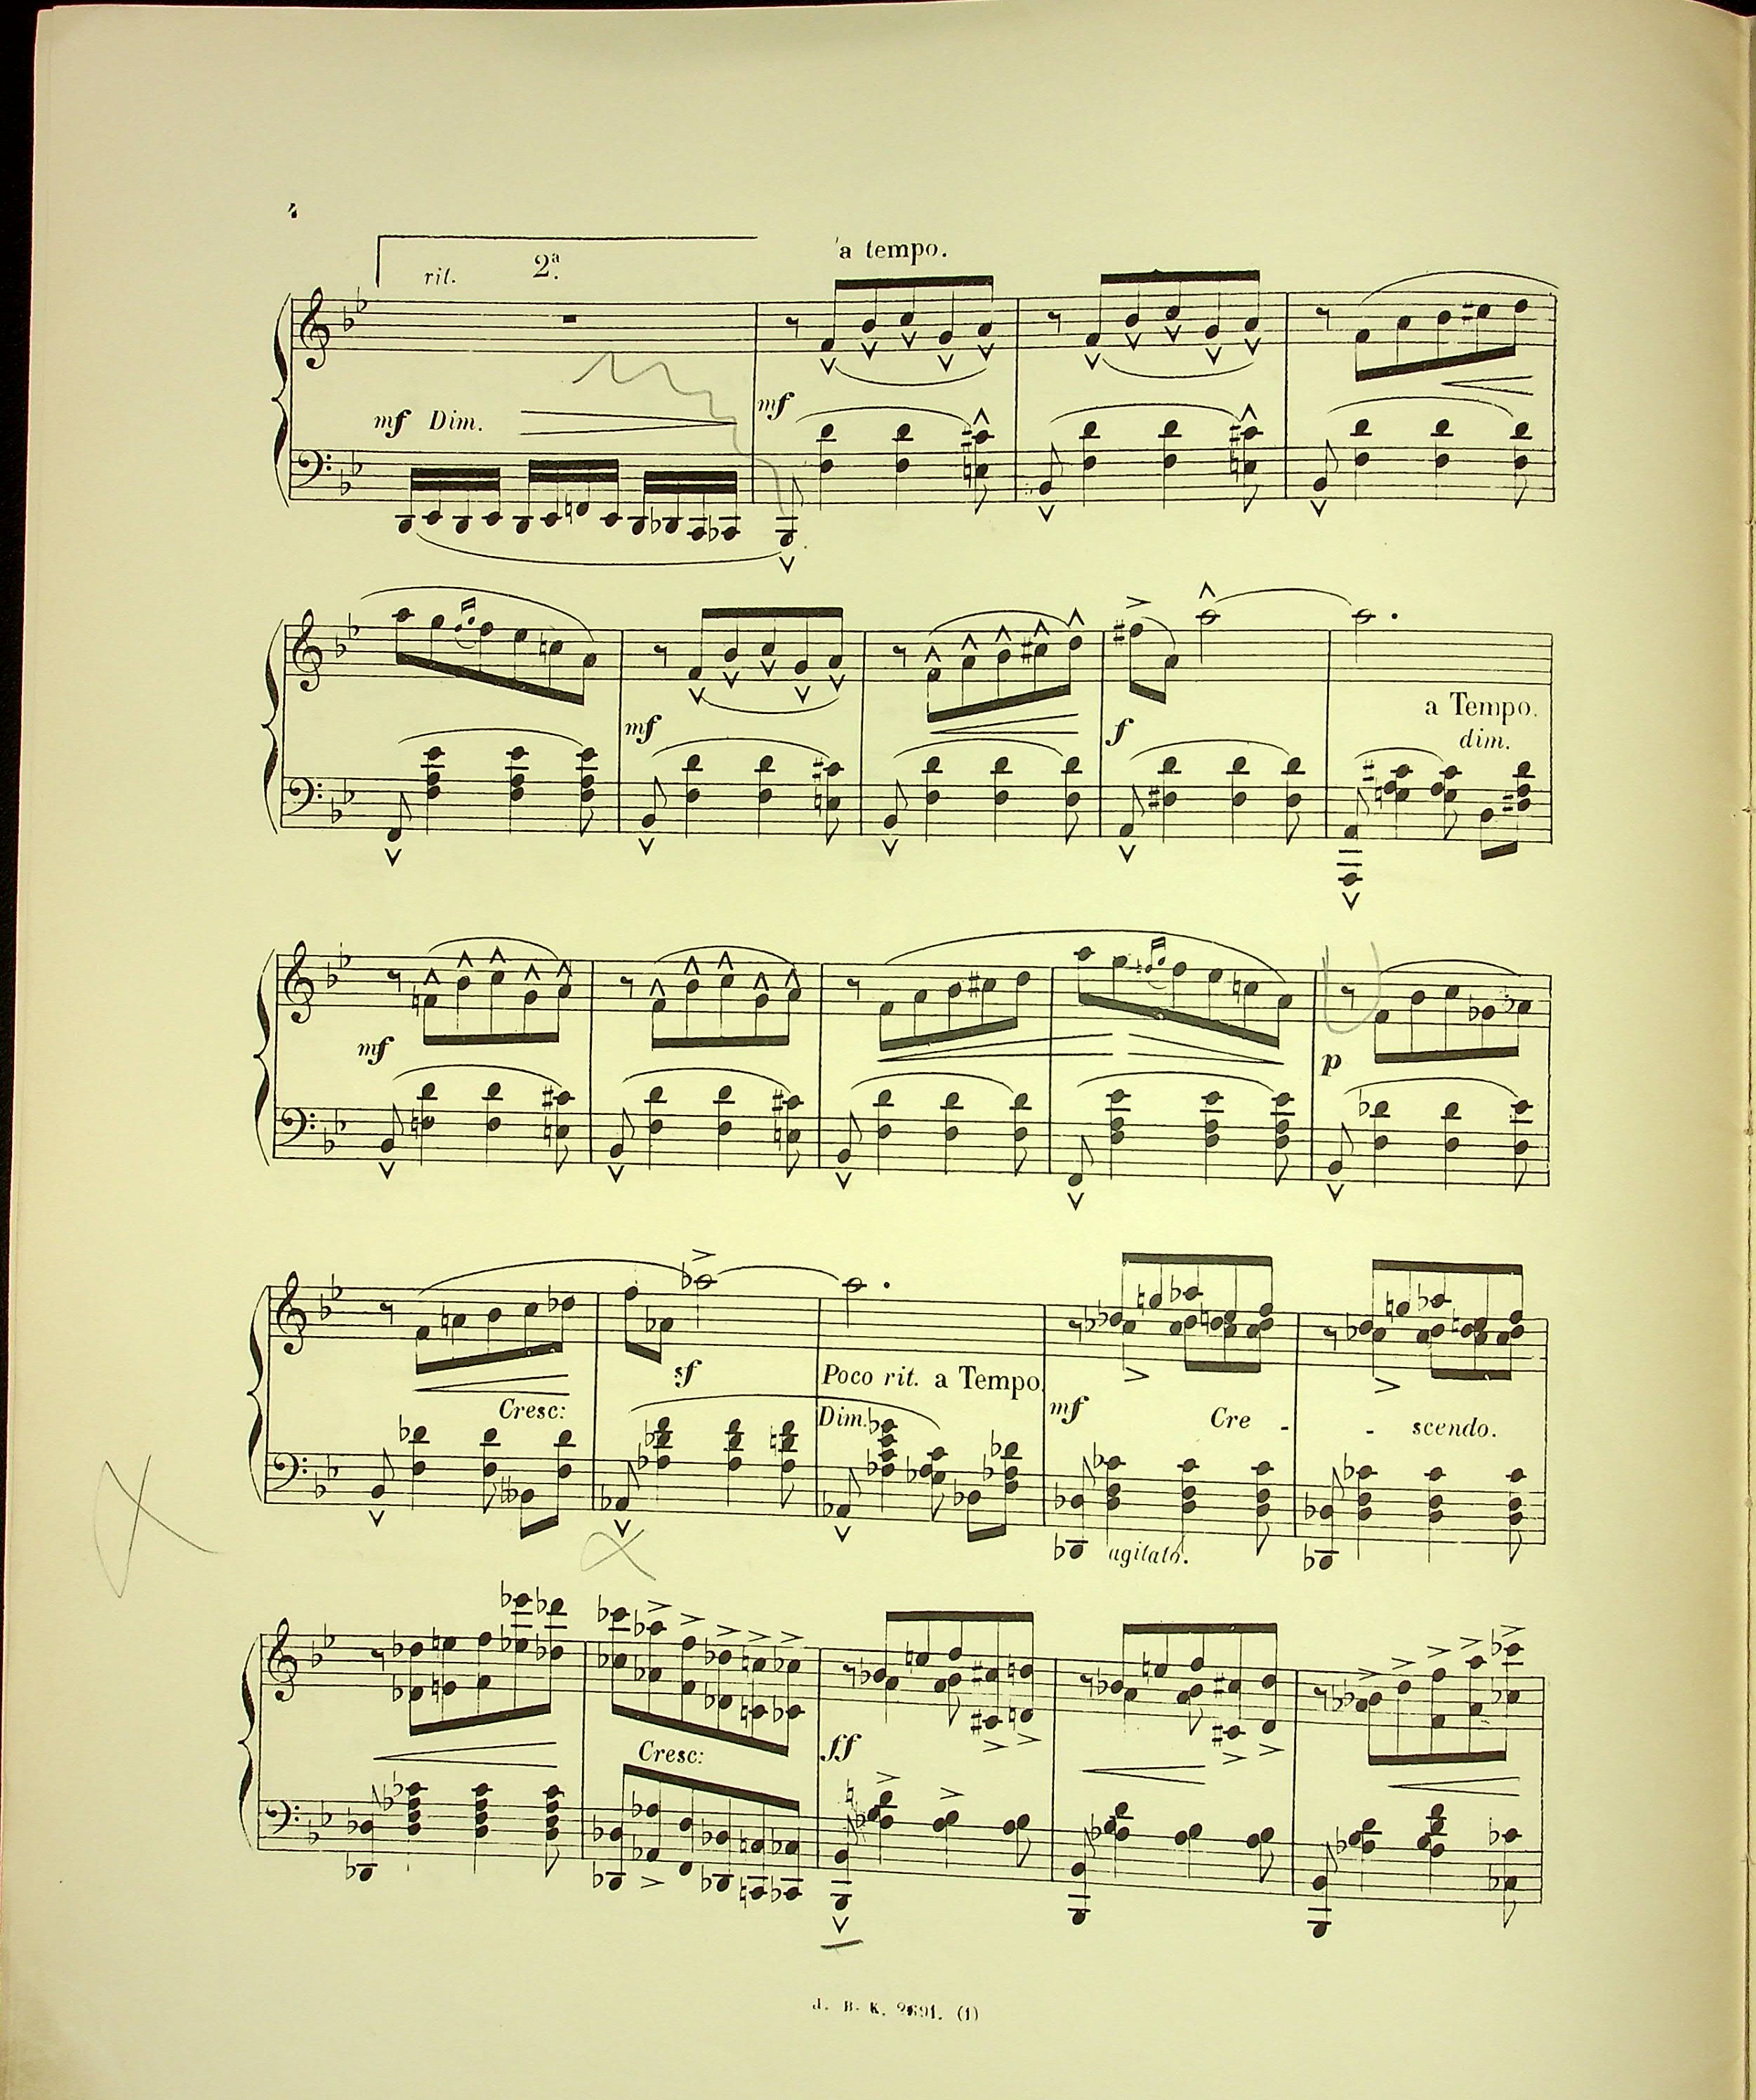 4
a tempo.
rit. 2ª.
mf Dim. mf
mf f a Tempo.
dim.
mf p
sf Poco rit. a Tempo
Cresc: Dim. mf Cre - - scendo.
agitato.
Cresc: ff
J. B. K. 2691. (1)